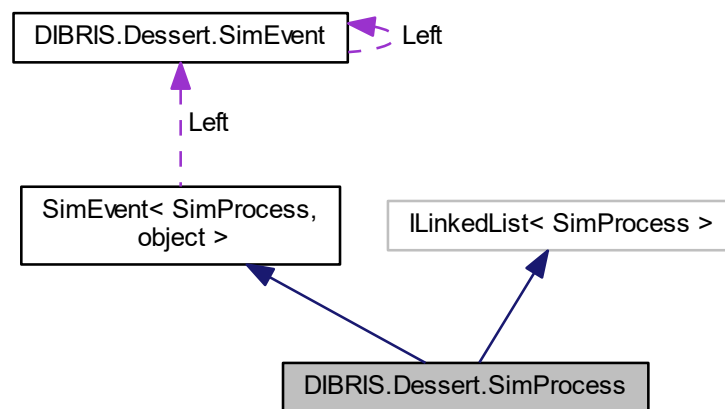 DIBRIS.Dessert.SimEvent
Left
Left
SimEvent< SimProcess,
object >
ILinkedList< SimProcess >
DIBRIS.Dessert.SimProcess